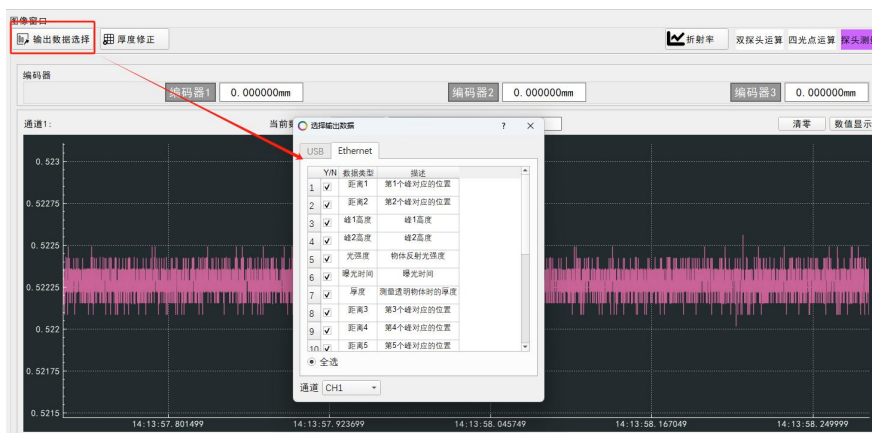 图像窗口
输出数据选择 厚度修正 折射率 双探头运算 四光点运算 探头测
编码器
编码器1 0.000000mm 编码器2 0.000000mm 编码器3 0.000000mm
通道1: 当前 清零 数值显示
选择输出数据 ? ×
USB Ethernet
Y/N 数据类型 描述
1 距离1 第1个峰对应的位置
2 距离2 第2个峰对应的位置
3 峰1高度 峰1高度
4 峰2高度 峰2高度
5 光强度 物体反射光强度
6 曝光时间 曝光时间
7 厚度 测量透明物体时的厚度
8 距离3 第3个峰对应的位置
9 距离4 第4个峰对应的位置
10 距离5 第5个峰对应的位置
全选
通道 CH1
0.523
0.52275
0.5225
0.52225
0.522
0.52175
0.5215
14:13:57.801499 14:13:57.923699 14:13:58.045749 14:13:58.167049 14:13:58.249999